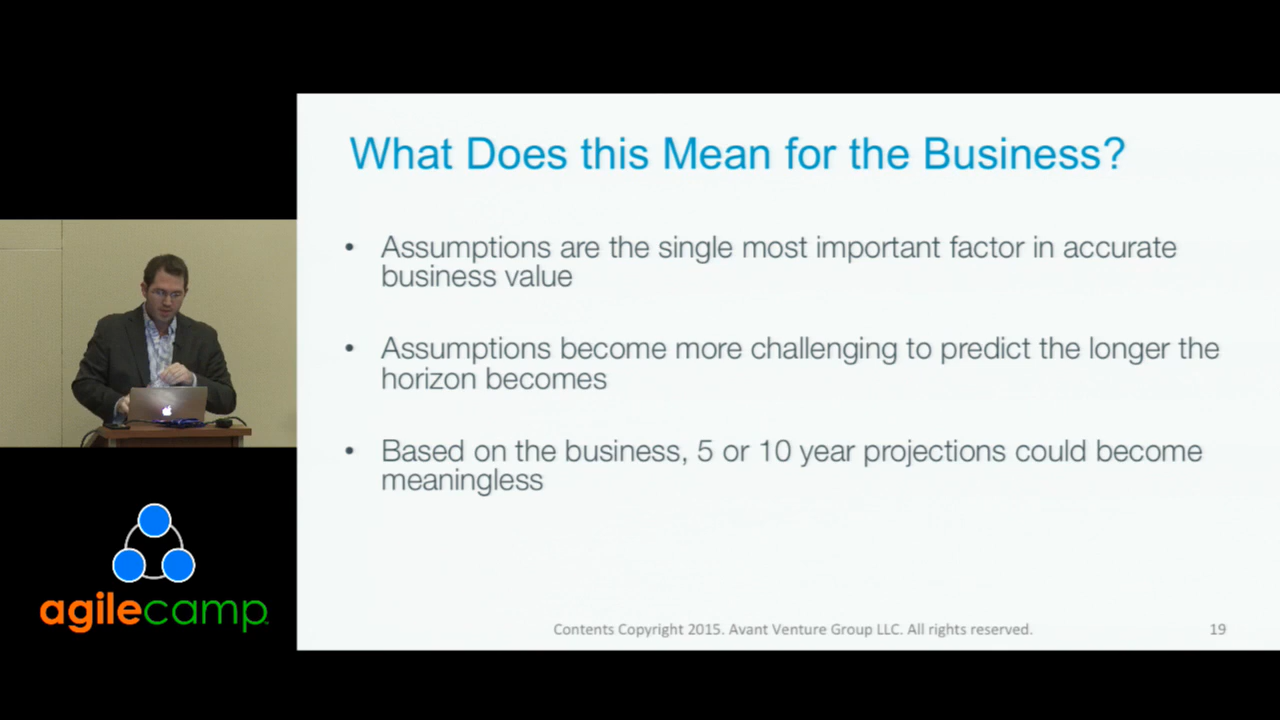 What Does this Mean for the Business?
• Assumptions are the single most important factor in accurate
business value
• Assumptions become more challenging to predict the longer the
horizon becomes
• Based on the business, 5 or 10 year projections could become
meaningless
agilecamp
Contents Copyright 2015. Avant Venture Group LLC. All rights reserved.
19